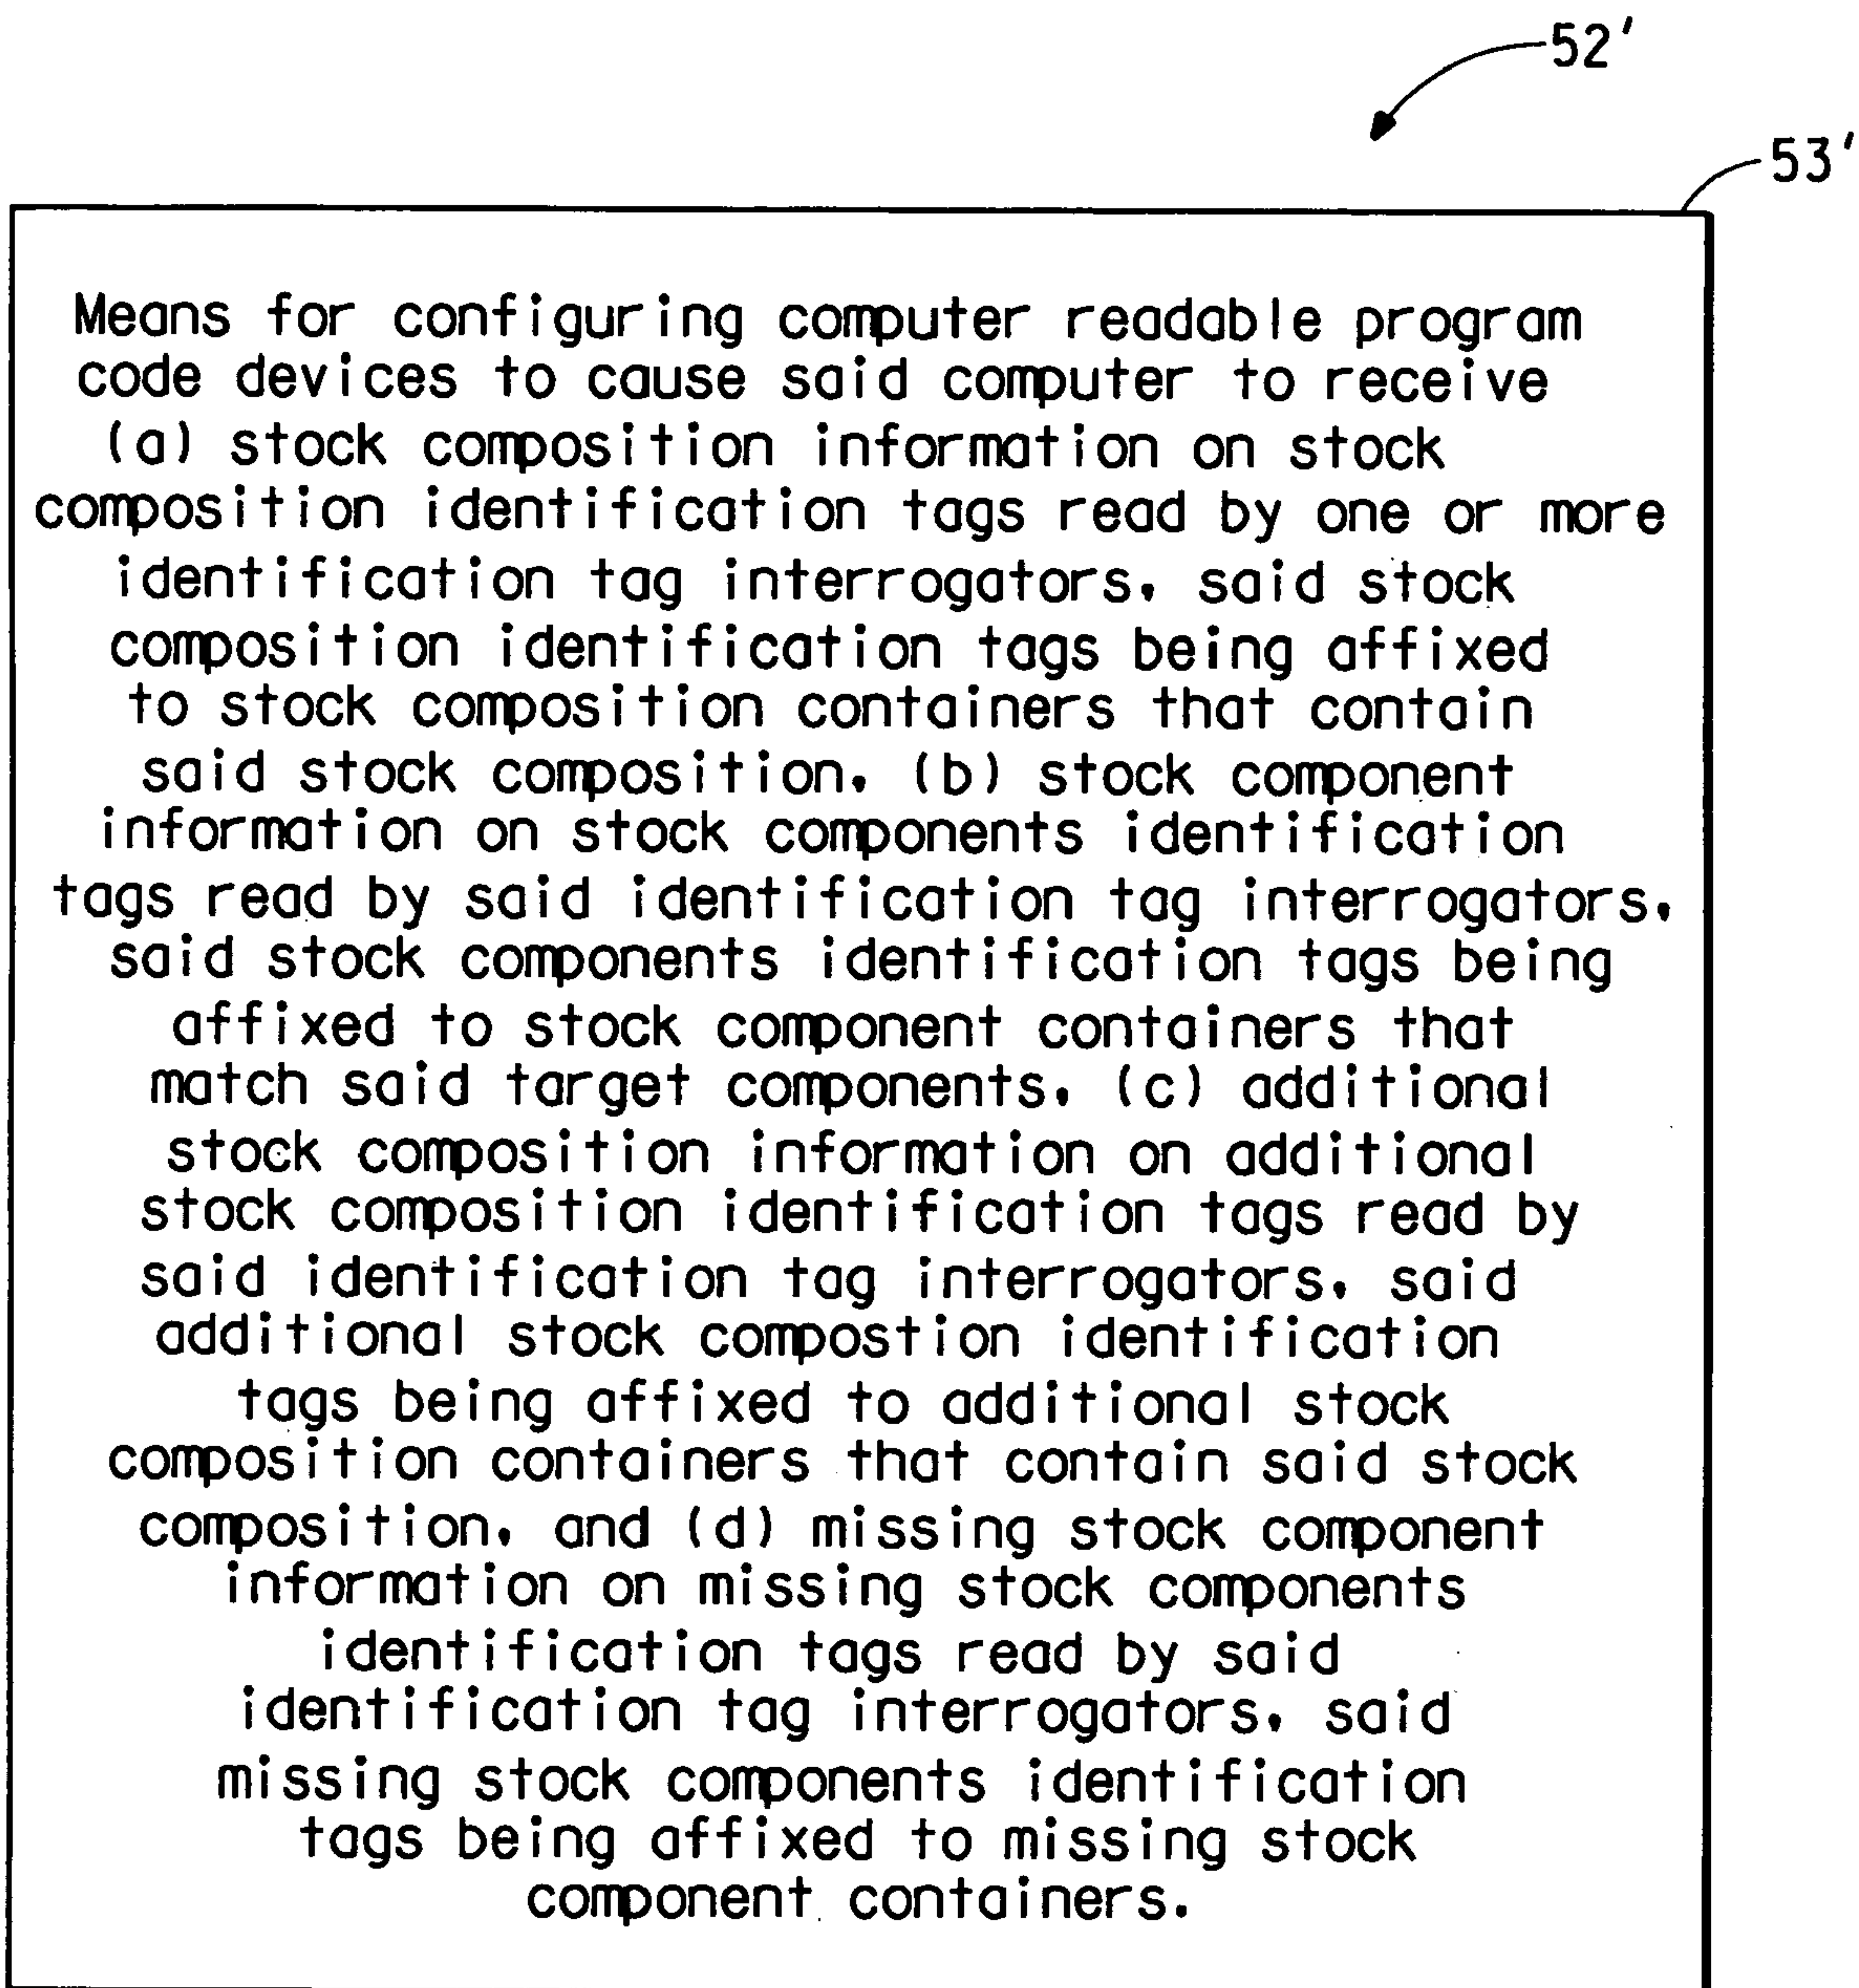 52'
53'
Means for configuring computer readable program
code devices to cause said computer to receive
(a) stock composition information on stock
composition identification tags read by one or more
identification tag interrogators, said stock
composition identification tags being affixed
to stock composition containers that contain
said stock composition, (b) stock component
information on stock components identification
tags read by said identification tag interrogators,
said stock components identification tags being
affixed to stock component containers that
match said target components, (c) additional
stock composition information on additional
stock composition identification tags read by
said identification tag interrogators, said
additional stock compostion identification
tags being affixed to additional stock
composition containers that contain said stock
composition, and (d) missing stock component
information on missing stock components
identification tags read by said
identification tag interrogators, said
missing stock components identification
tags being affixed to missing stock
component containers.